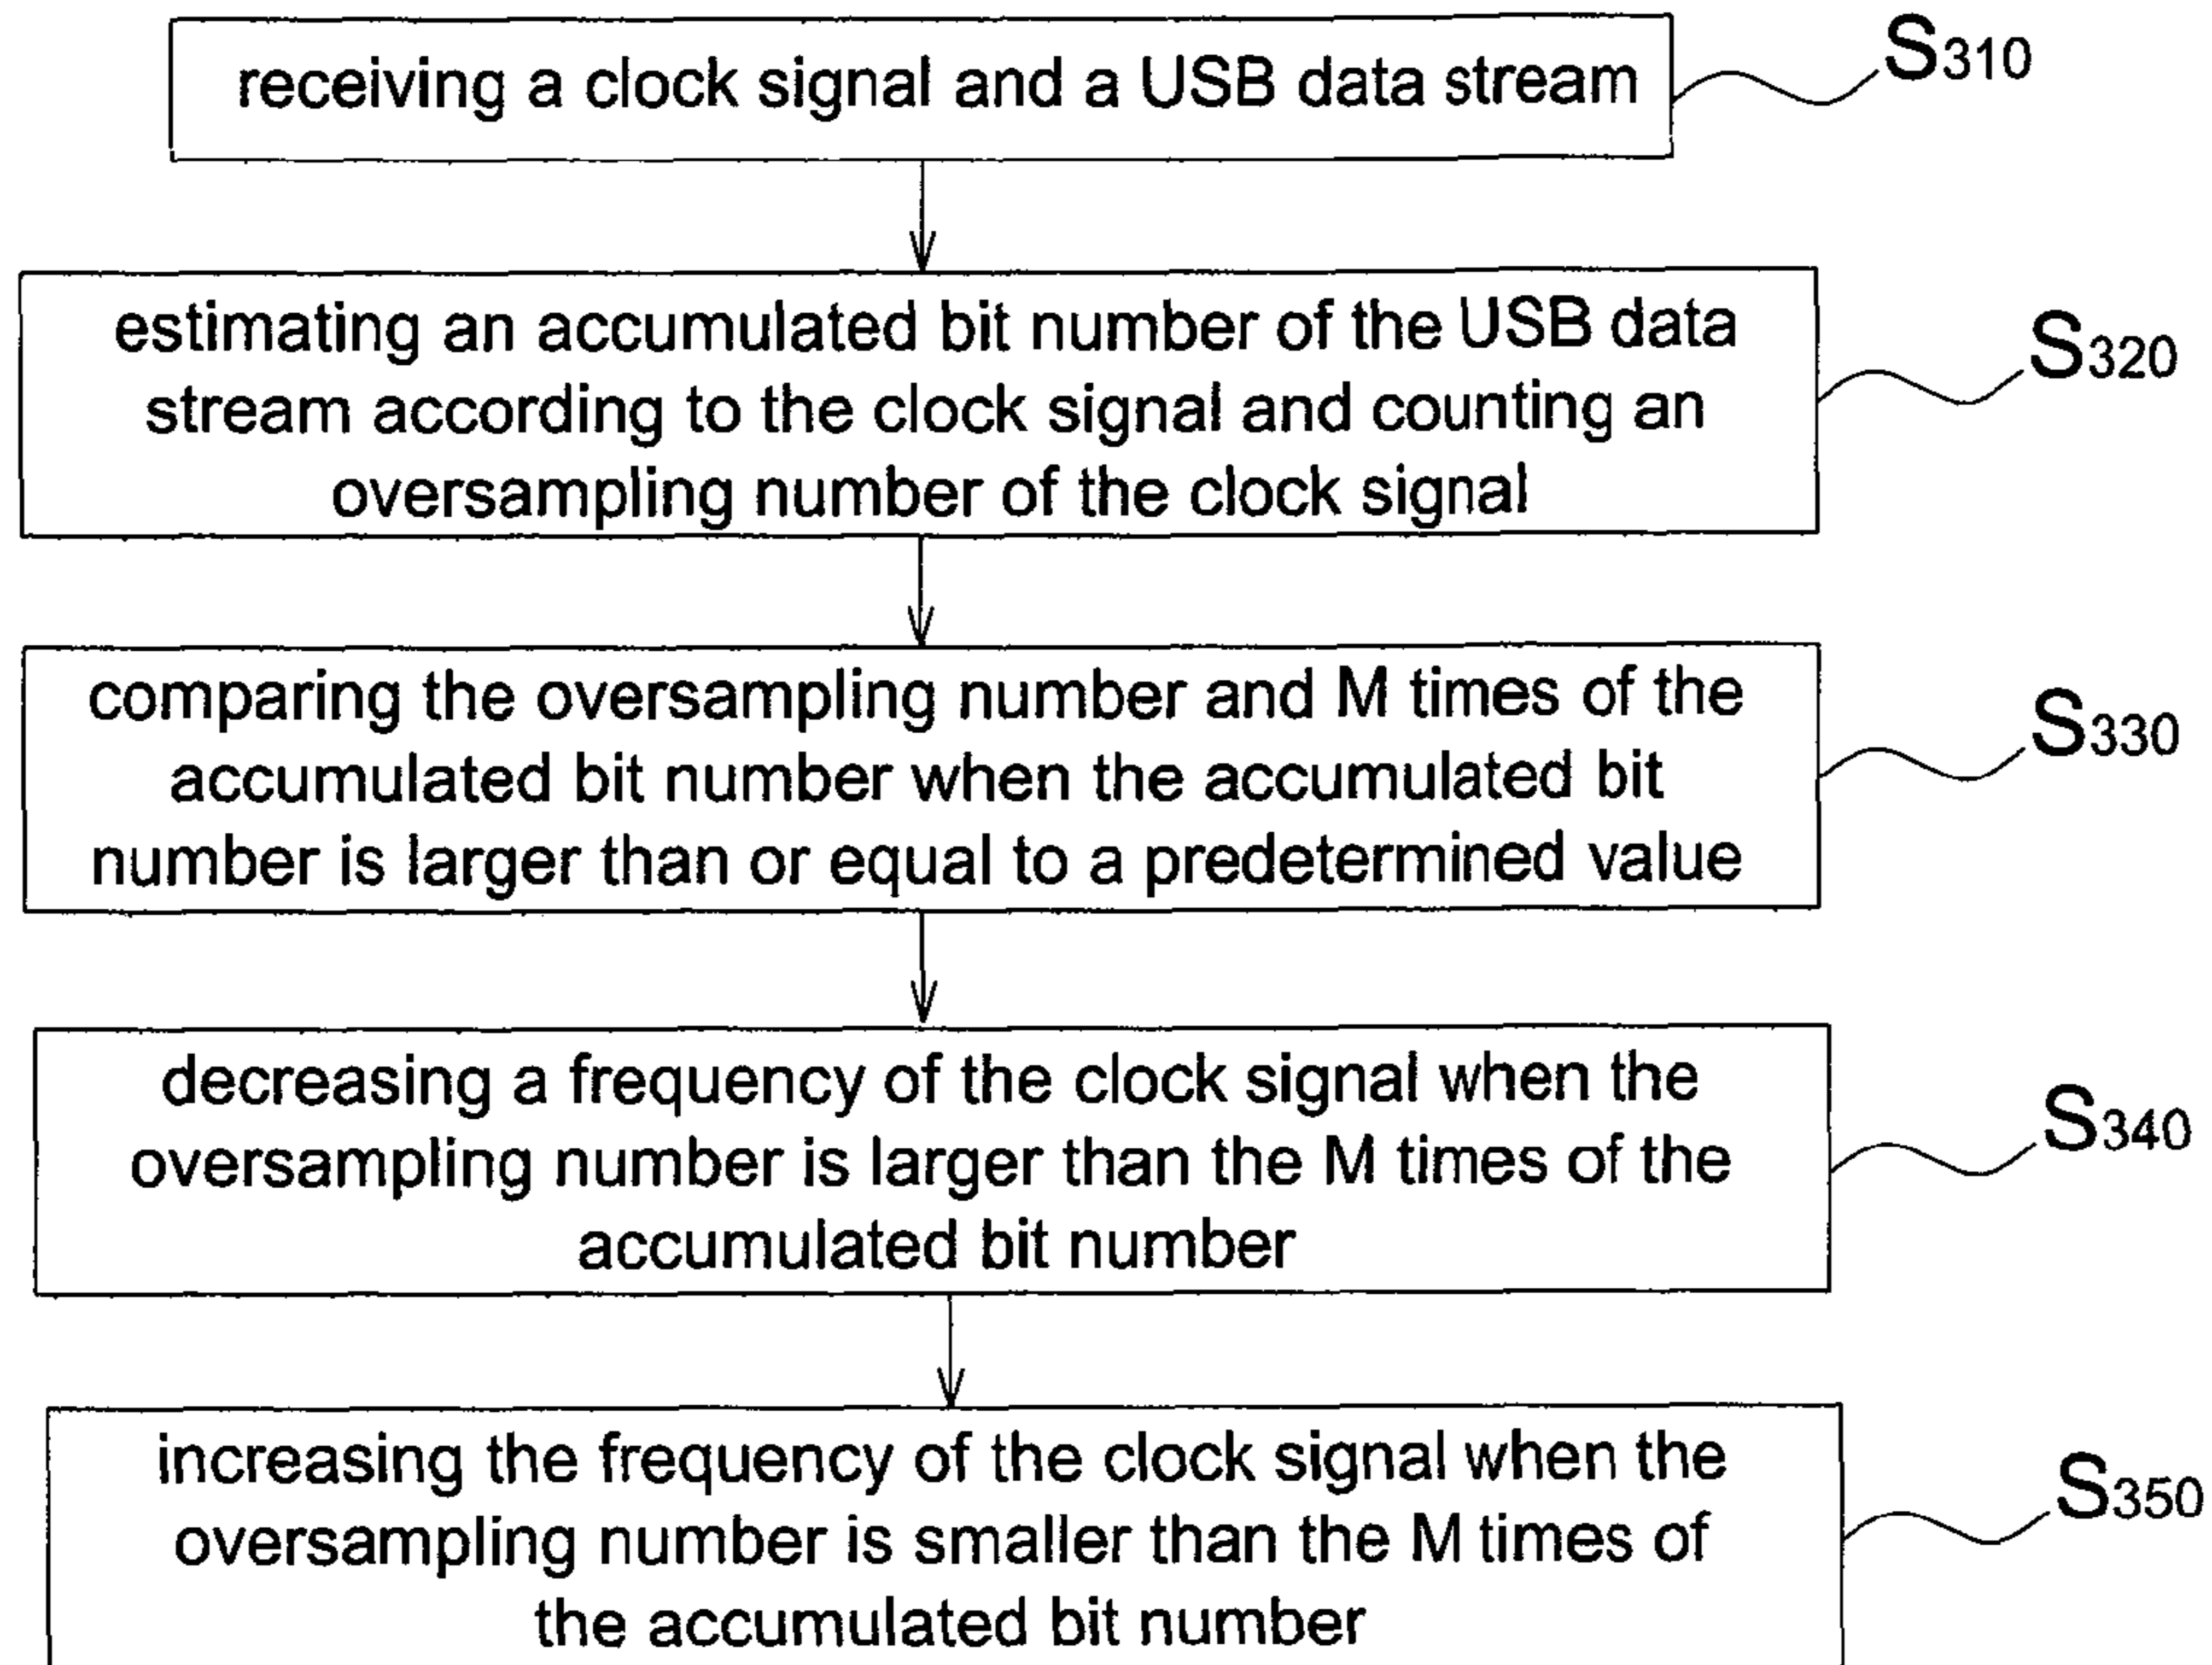 receiving a clock signal and a USB data stream
S310
estimating an accumulated bit number of the USB data
stream according to the clock signal and counting an
oversampling number of the clock signal
S320
comparing the oversampling number and M times of the
accumulated bit number when the accumulated bit
number is larger than or equal to a predetermined value
S330
decreasing a frequency of the clock signal when the
oversampling number is larger than the M times of the
accumulated bit number
S340
increasing the frequency of the clock signal when the
oversampling number is smaller than the M times of
the accumulated bit number
S350